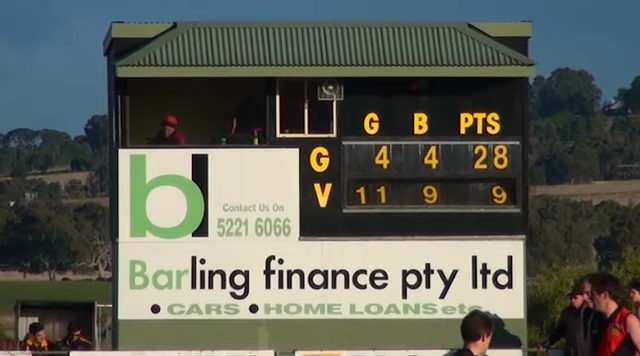 G B PTS
G 4 4 28
V 11 9 9
bl
Contact Us On
5221 6066
Barling finance pty ltd
•CARS •HOME LOANS etc